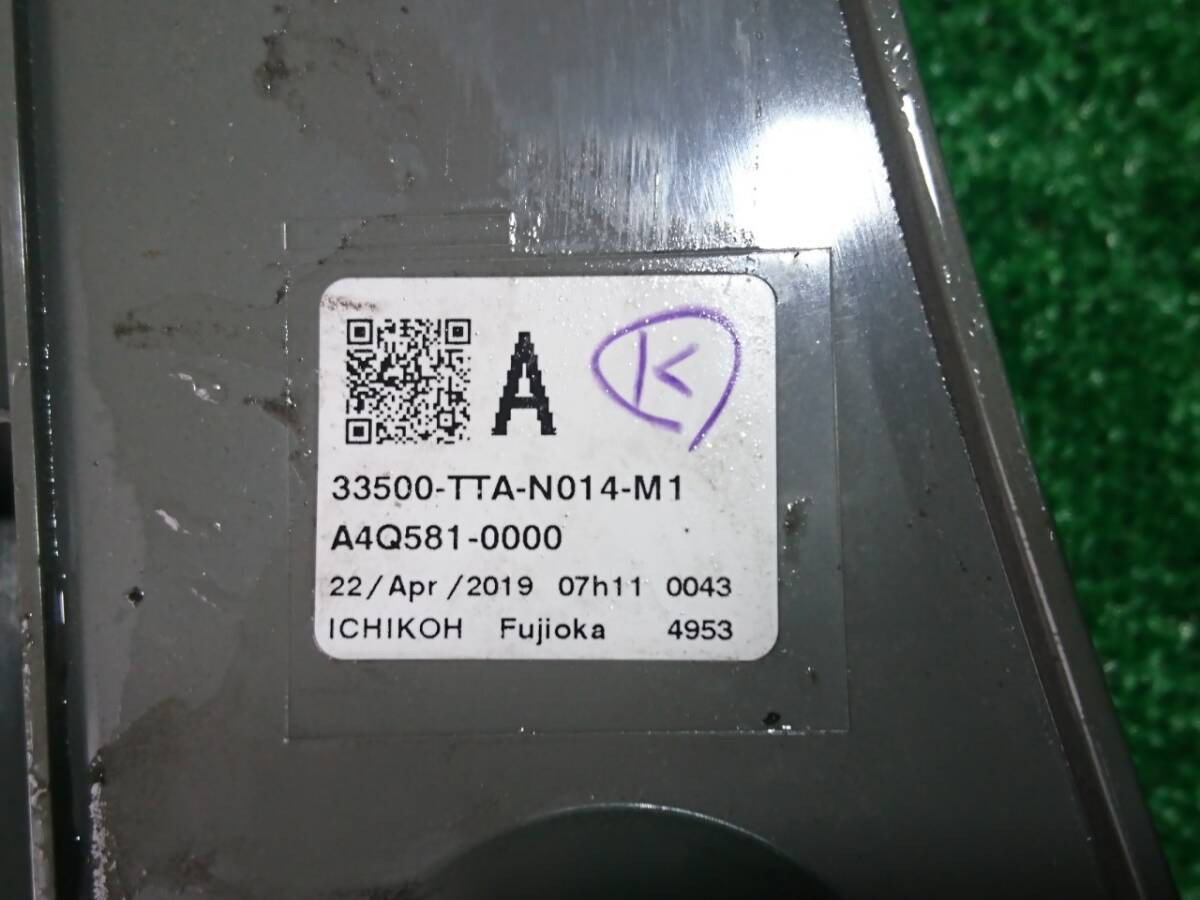 A K
33500-TTA-N014-M1
A4Q581-0000
22/Apr/2019 07h11 0043
ICHIKOH Fujioka 4953